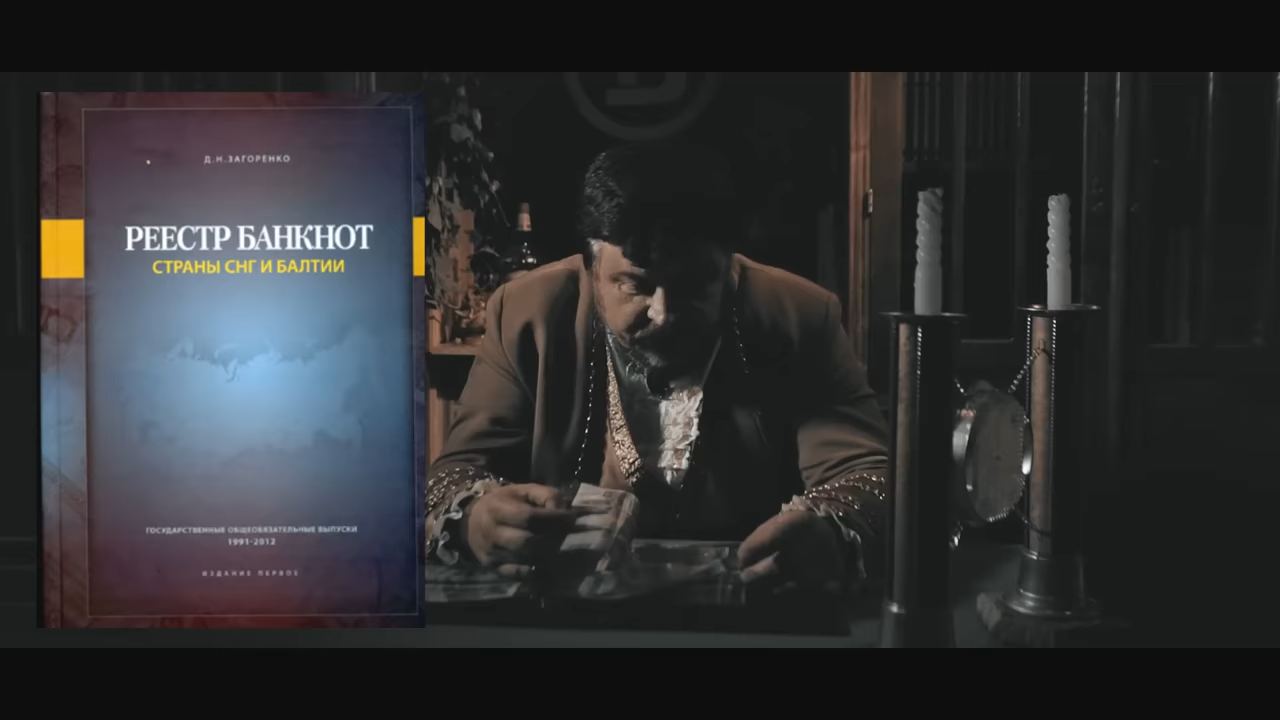 Д.Н.ЗАГОРЕНКО
РЕЕСТР БАНКНОТ
СТРАНЫ СНГ И БАЛТИИ
ГОСУДАРСТВЕННЫЕ ОБЩЕОБЯЗАТЕЛЬНЫЕ ВЫПУСКИ
1991-2012
ИЗДАНИЕ ПЕРВОЕ